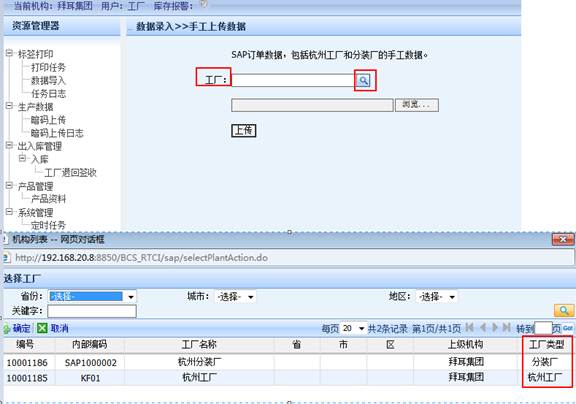 当前机构：拜耳集团 用户：工厂 库存报警：
资源管理器
数据录入>>手工上传数据
标签打印
打印任务
数据导入
任务日志
生产数据
暗码上传
暗码上传日志
出入库管理
入库
工厂退回签收
产品管理
产品资料
系统管理
定时任务
SAP订单数据，包括杭州工厂和分装厂的手工数据。
工厂：
浏览...
上传
机构列表 -- 网页对话框
http://192.168.20.8:8850/BCS_RTCI/sap/selectPlantAction.do
选择工厂
省份： -选择- 城市： -选择- 地区： -选择-
关键字：
确定 取消 每页 20 共2条记录 第1页/共1页 转到 页 Go!
编号 内部编码 工厂名称 省 市 区 上级机构 工厂类型
10001186 SAP1000002 杭州分装厂 拜耳集团 分装厂
10001185 KF01 杭州工厂 拜耳集团 杭州工厂